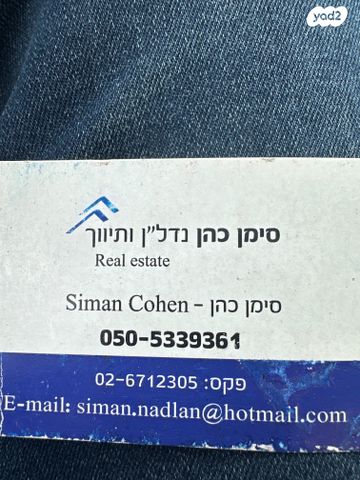 yad2
סימן כהן נדל"ן ותיווך
Real estate
Siman Cohen - סימן כהן
050-5339361
פקס: 02-6712305
E-mail: siman.nadlan@hotmail.com